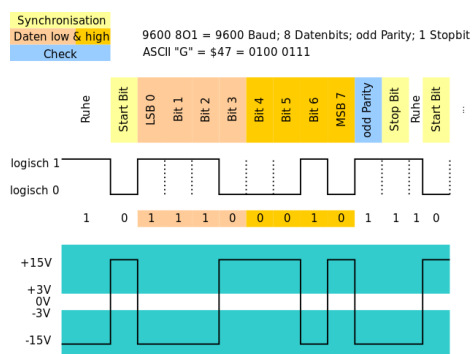 Synchronisation
Daten low & high
Check
9600 8O1 = 9600 Baud; 8 Datenbits; odd Parity; 1 Stopbit
ASCII "G" = $47 = 0100 0111
Ruhe
Start Bit
LSB 0
Bit 1
Bit 2
Bit 3
Bit 4
Bit 5
Bit 6
MSB 7
odd Parity
Stop Bit
Ruhe
Start Bit
...
logisch 1
logisch 0
1 0 1 1 1 0 0 0 1 0 1 1 1 0
+15V
+3V
0V
-3V
-15V